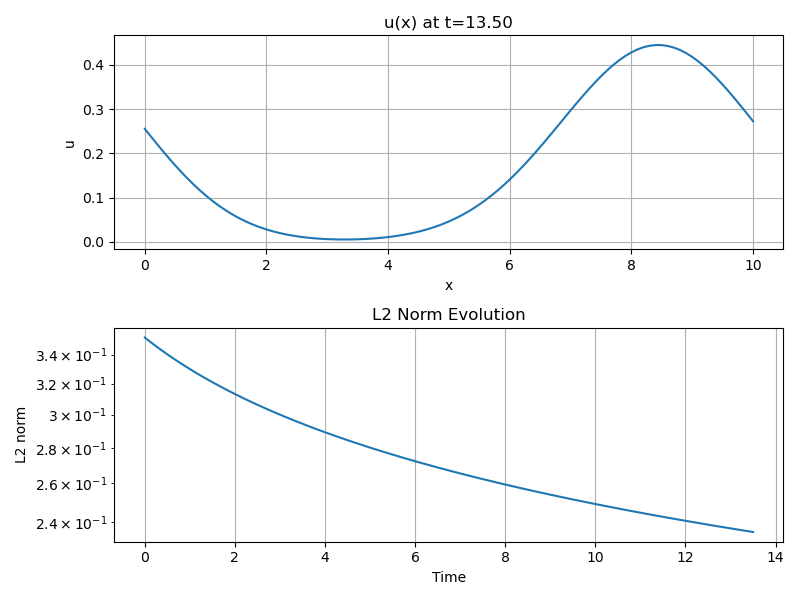 u(x) at t=13.50
0.4
0.3
0.2
0.1
0.0
u
0 2 4 6 8 10
x
L2 Norm Evolution
3.4 × 10⁻¹
3.2 × 10⁻¹
3 × 10⁻¹
2.8 × 10⁻¹
2.6 × 10⁻¹
2.4 × 10⁻¹
L2 norm
0 2 4 6 8 10 12 14
Time